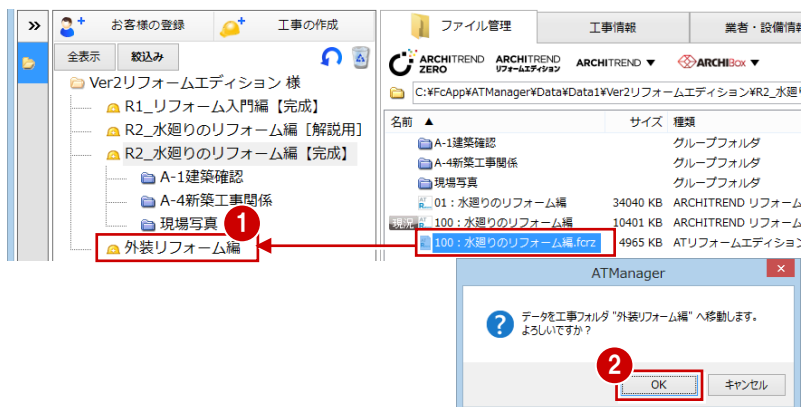 »
お客様の登録
工事の作成
全表示
絞込み
Ver2リフォームエディション 様
R1_リフォーム入門編【完成】
R2_水廻りのリフォーム編［解説用］
R2_水廻りのリフォーム編【完成】
A-1建築確認
A-4新築工事関係
現場写真
外装リフォーム編
1
ファイル管理
工事情報
業者・設備情報
ARCHITREND ZERO
ARCHITREND リフォームエディション
ARCHITREND ▼
ARCHIBox ▼
C:¥FcApp¥ATManager¥Data¥Data1¥Ver2リフォームエディション¥R2_水廻り
名前 ▲
サイズ
種類
A-1建築確認
グループフォルダ
A-4新築工事関係
グループフォルダ
現場写真
グループフォルダ
01：水廻りのリフォーム編
34040 KB
ARCHITREND リフォーム
現況
100：水廻りのリフォーム編
10401 KB
ARCHITREND リフォーム
100：水廻りのリフォーム編.fcrz
4965 KB
ATリフォームエディション
ATManager
×
データを工事フォルダ "外装リフォーム編" へ移動します。
よろしいですか？
2
OK
キャンセル